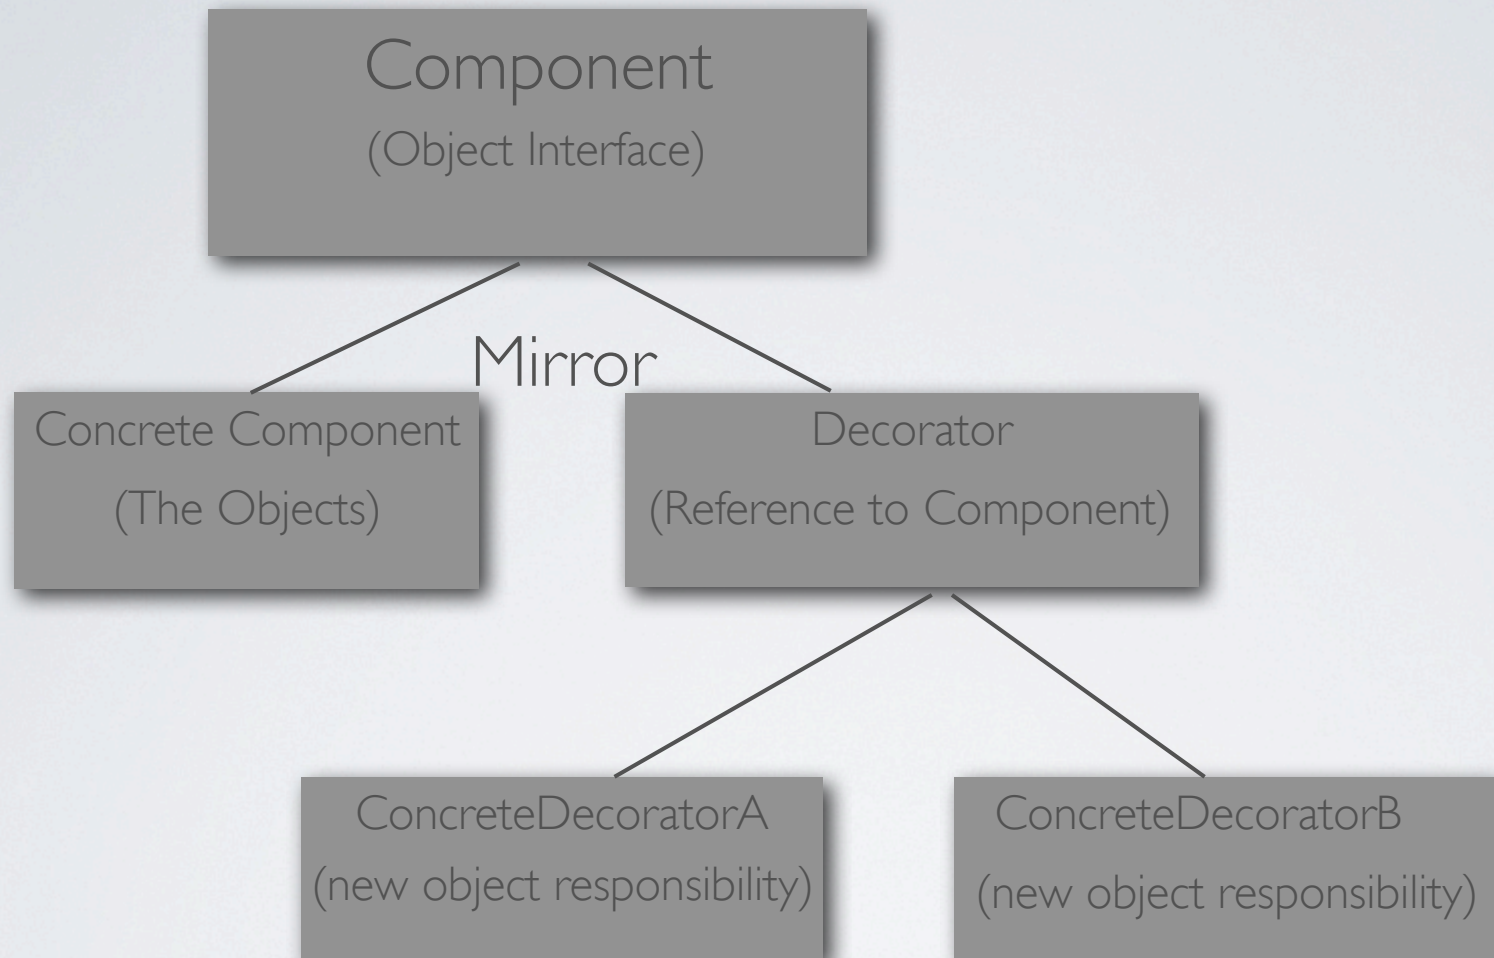 Component
(Object Interface)
Mirror
Concrete Component
(The Objects)
Decorator
(Reference to Component)
ConcreteDecoratorA
(new object responsibility)
ConcreteDecoratorB
(new object responsibility)